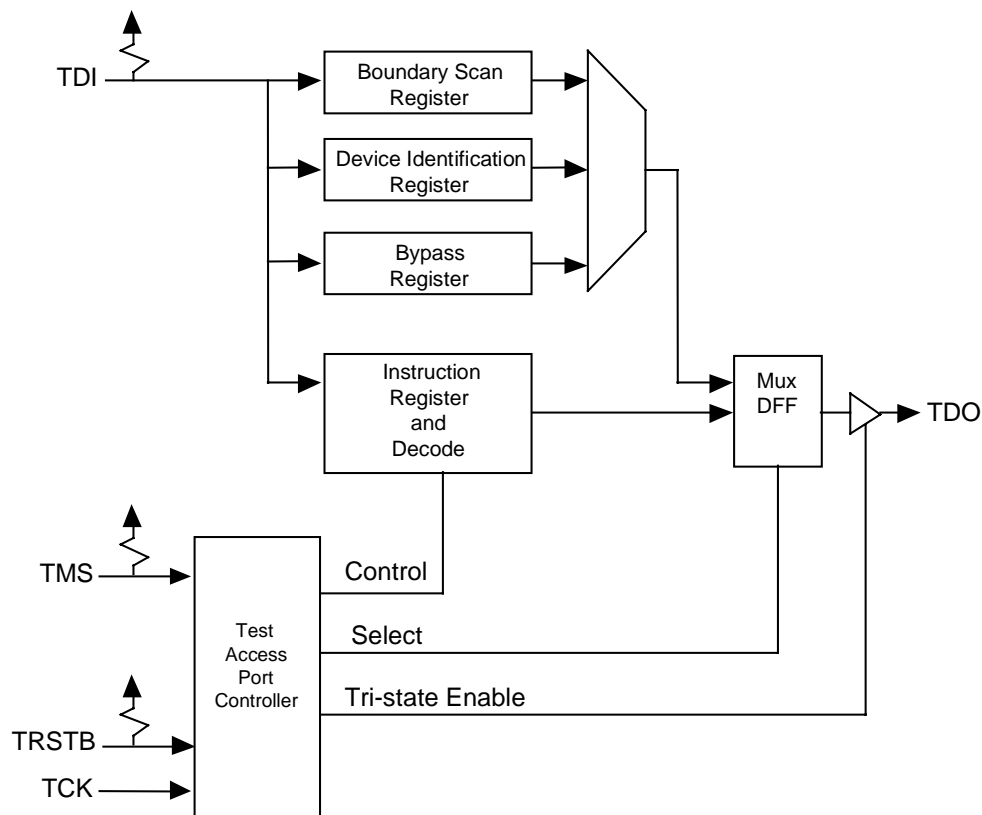 TDI
Boundary Scan
Register
Device Identification
Register
Bypass
Register
Instruction
Register
and
Decode
Mux
DFF
TDO
TMS
Control
Test
Access
Port
Controller
Select
Tri-state Enable
TRSTB
TCK